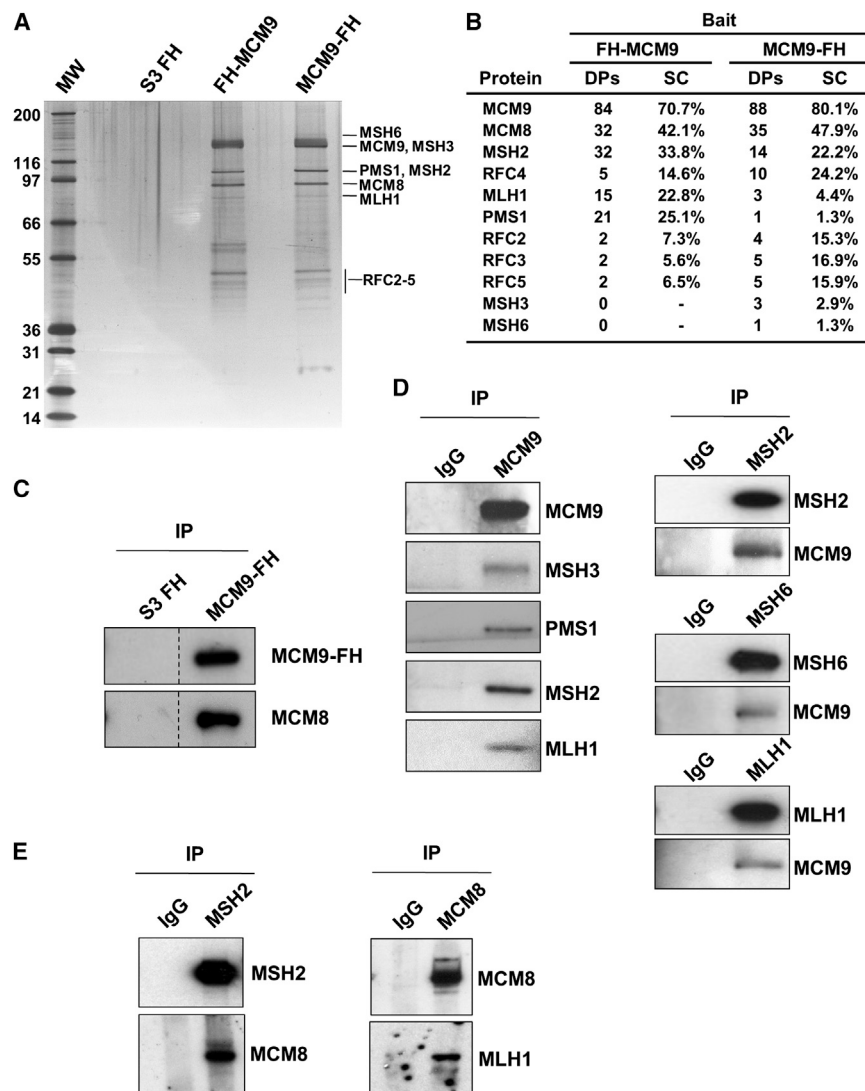 A
MW
S3 FH
FH-MCM9
MCM9-FH
200
116
97
66
55
36
31
21
14
MSH6
MCM9, MSH3
PMS1, MSH2
MCM8
MLH1
RFC2-5
B
Bait
FH-MCM9 MCM9-FH
Protein DPs SC DPs SC
MCM9 84 70.7% 88 80.1%
MCM8 32 42.1% 35 47.9%
MSH2 32 33.8% 14 22.2%
RFC4 5 14.6% 10 24.2%
MLH1 15 22.8% 3 4.4%
PMS1 21 25.1% 1 1.3%
RFC2 2 7.3% 4 15.3%
RFC3 2 5.6% 5 16.9%
RFC5 2 6.5% 5 15.9%
MSH3 0 - 3 2.9%
MSH6 0 - 1 1.3%
C
IP
S3 FH
MCM9-FH
MCM9-FH
MCM8
D
IP
IgG
MCM9
MCM9
MSH3
PMS1
MSH2
MLH1
IP
IgG
MSH2
MSH2
MCM9
IgG
MSH6
MSH6
MCM9
IgG
MLH1
MLH1
MCM9
E
IP
IgG
MSH2
MSH2
MCM8
IP
IgG
MCM8
MCM8
MLH1